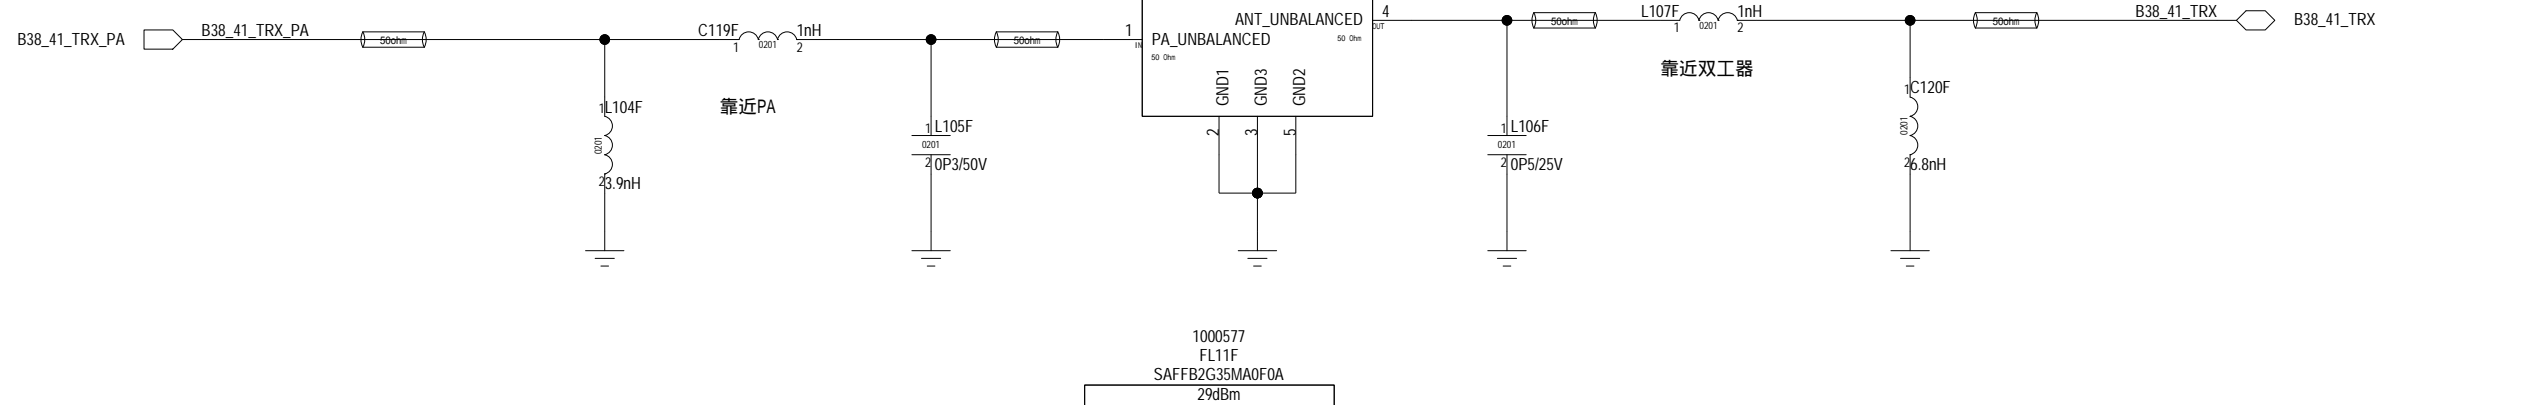 B38_41_TRX_PA
B38_41_TRX_PA
50ohm
C119F
1nH
1
0201
2
50ohm
1
IN
PA_UNBALANCED
50 Ohm
ANT_UNBALANCED
50 Ohm
4
OUT
50ohm
L107F
1nH
1
0201
2
50ohm
B38_41_TRX
B38_41_TRX
靠近PA
靠近双工器
GND1
GND3
GND2
2
3
5
1
L104F
0201
2
3.9nH
1
L105F
0201
2
0P3/50V
1
L106F
0201
2
0P5/25V
1
C120F
0201
2
6.8nH
1000577
FL11F
SAFFB2G35MA0F0A
29dBm